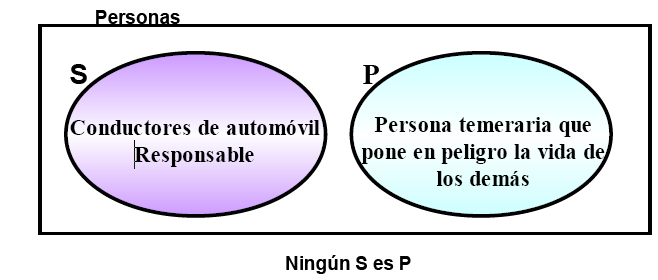 Personas
S
Conductores de automóvil
Responsable
P
Persona temeraria que
pone en peligro la vida de
los demás
Ningún S es P